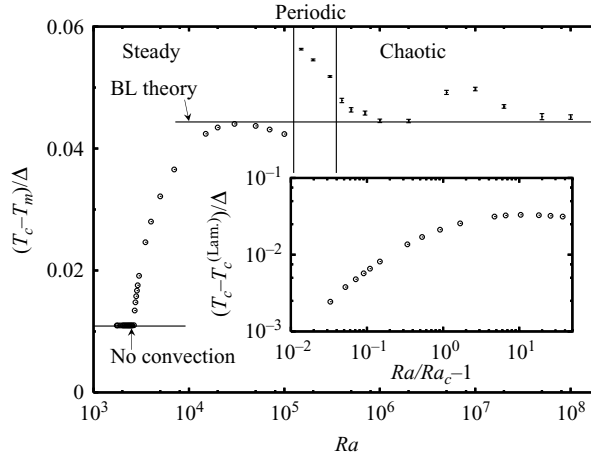 Periodic
0.06
Steady
Chaotic
BL theory
0.04
(T_c–T_m)/Δ
0.02
No convection
0
10^3
10^4
10^5
10^6
10^7
10^8
Ra
10^–1
(T_c–T_c^(Lam.))/Δ
10^–2
10^–3
10^–2
10^–1
10^0
10^1
Ra/Ra_c–1